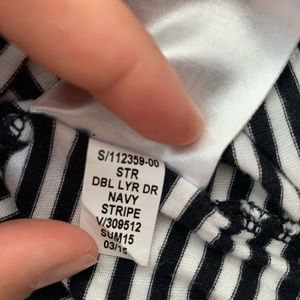 S/112359-00
STR
DBL LYR DR
NAVY
STRIPE
V/309512
SUM15
03/15